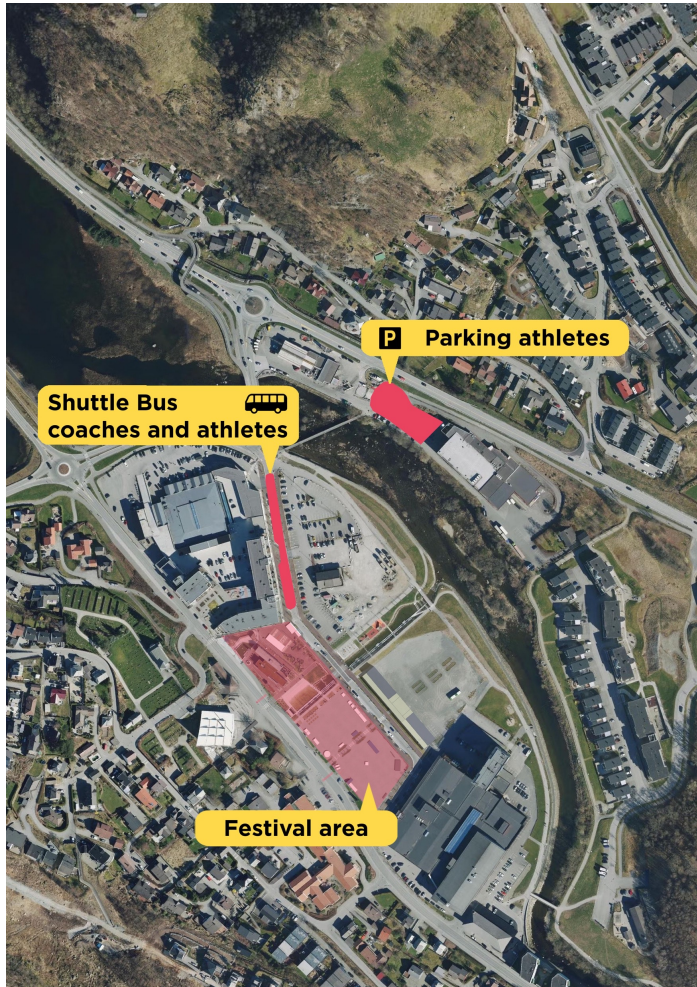 P Parking athletes
Shuttle Bus
coaches and athletes
Festival area